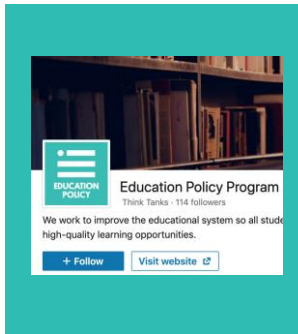 EDUCATION
POLICY
Education Policy Program
Think Tanks · 114 followers
We work to improve the educational system so all
high-quality learning opportunities.
+ Follow
Visit website